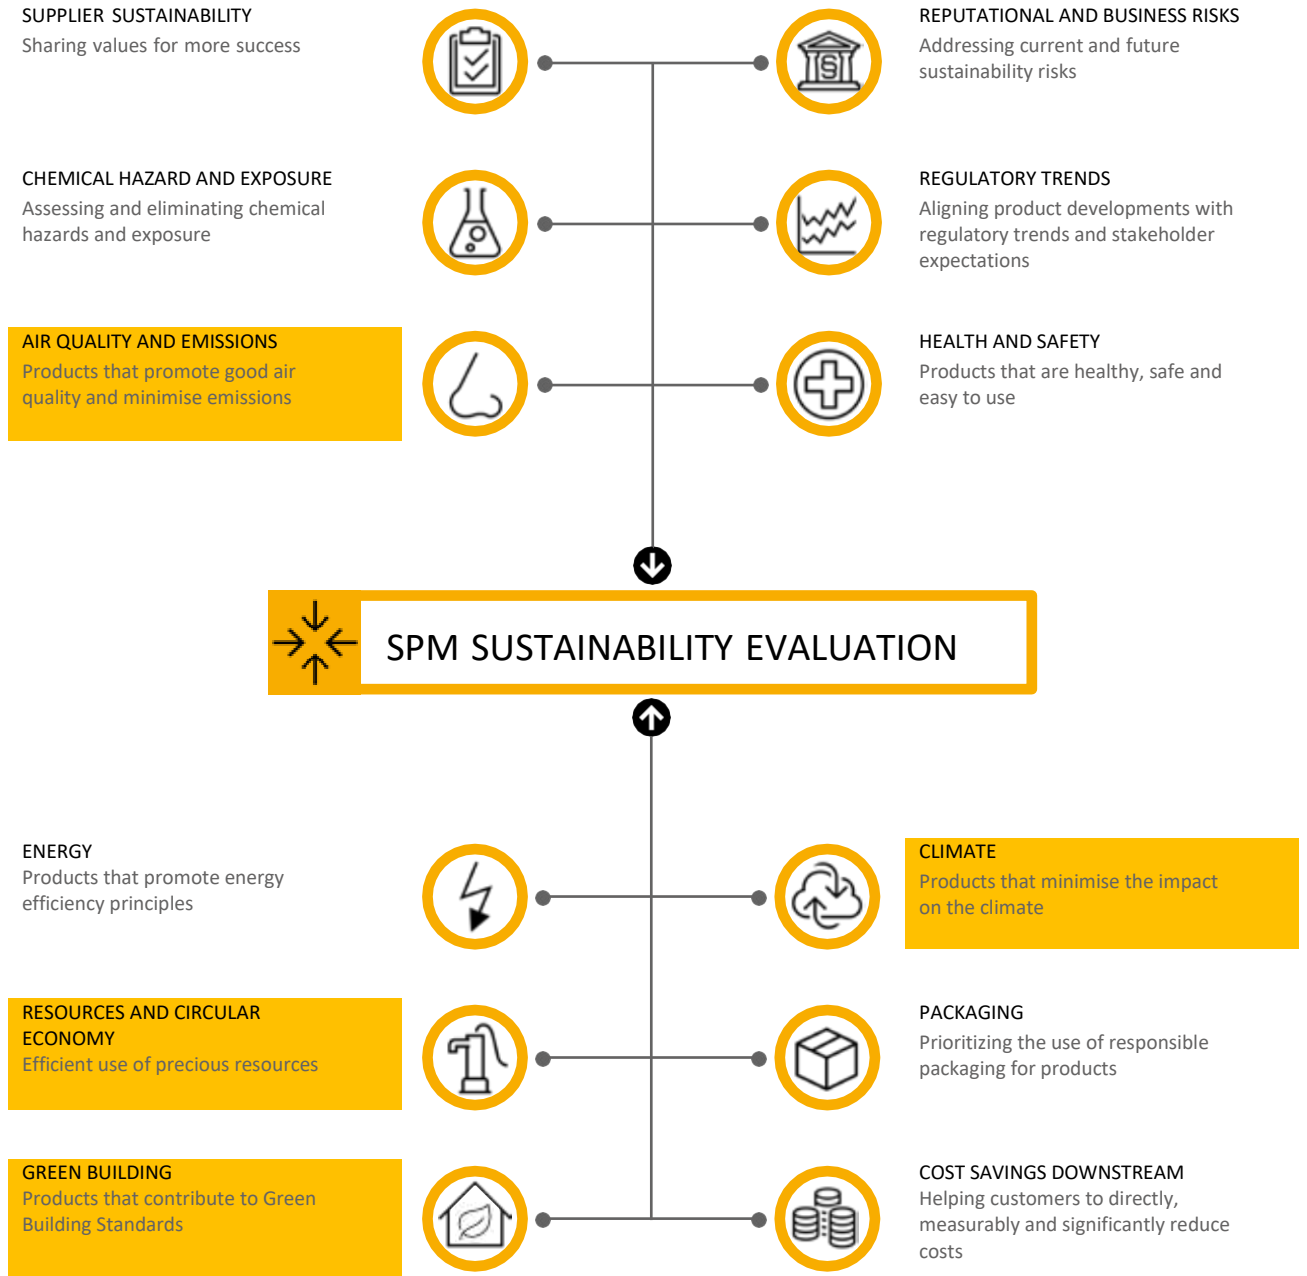 SUPPLIER SUSTAINABILITY
Sharing values for more success
REPUTATIONAL AND BUSINESS RISKS
Addressing current and future
sustainability risks
CHEMICAL HAZARD AND EXPOSURE
Assessing and eliminating chemical
hazards and exposure
REGULATORY TRENDS
Aligning product developments with
regulatory trends and stakeholder
expectations
AIR QUALITY AND EMISSIONS
Products that promote good air
quality and minimise emissions
HEALTH AND SAFETY
Products that are healthy, safe and
easy to use
SPM SUSTAINABILITY EVALUATION
ENERGY
Products that promote energy
efficiency principles
CLIMATE
Products that minimise the impact
on the climate
RESOURCES AND CIRCULAR
ECONOMY
Efficient use of precious resources
PACKAGING
Prioritizing the use of responsible
packaging for products
GREEN BUILDING
Products that contribute to Green
Building Standards
COST SAVINGS DOWNSTREAM
Helping customers to directly,
measurably and significantly reduce
costs